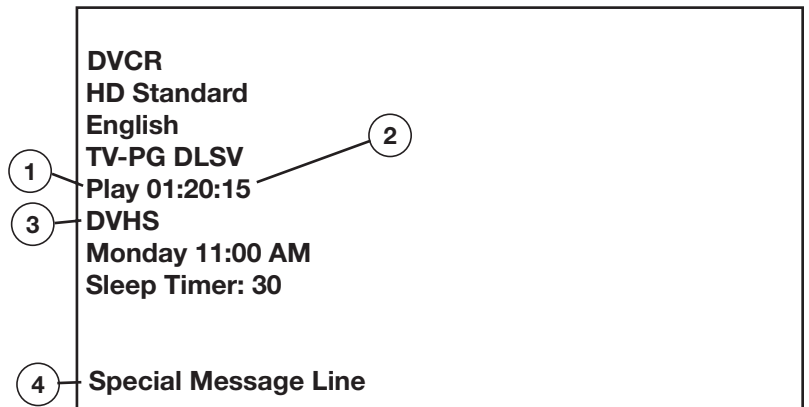 DVCR
HD Standard
English
TV-PG DLSV
Play 01:20:15
DVHS
Monday 11:00 AM
Sleep Timer: 30
Special Message Line
1
2
3
4